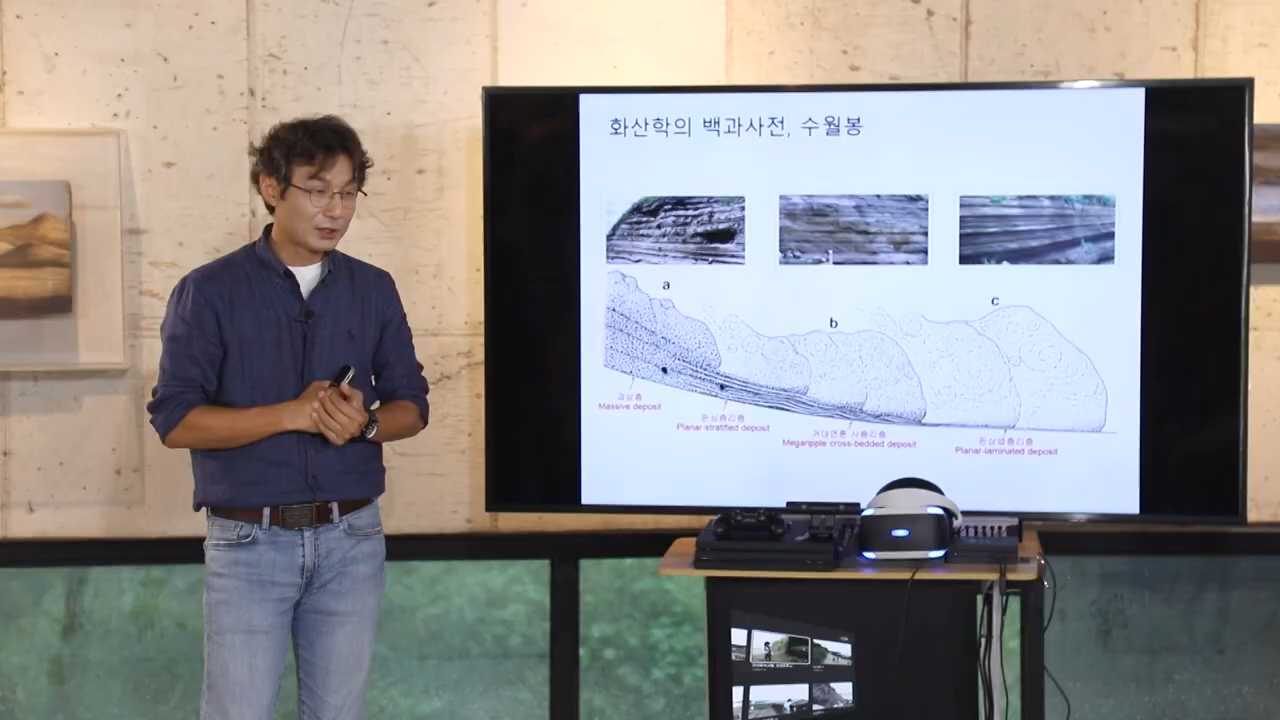 화산학의 백과사전, 수월봉
a
b
c
괴상층
Massive deposit
판상층리층
Planar-stratified deposit
거대연흔 사층리층
Megaripple cross-bedded deposit
판상엽층리층
Planar-laminated deposit